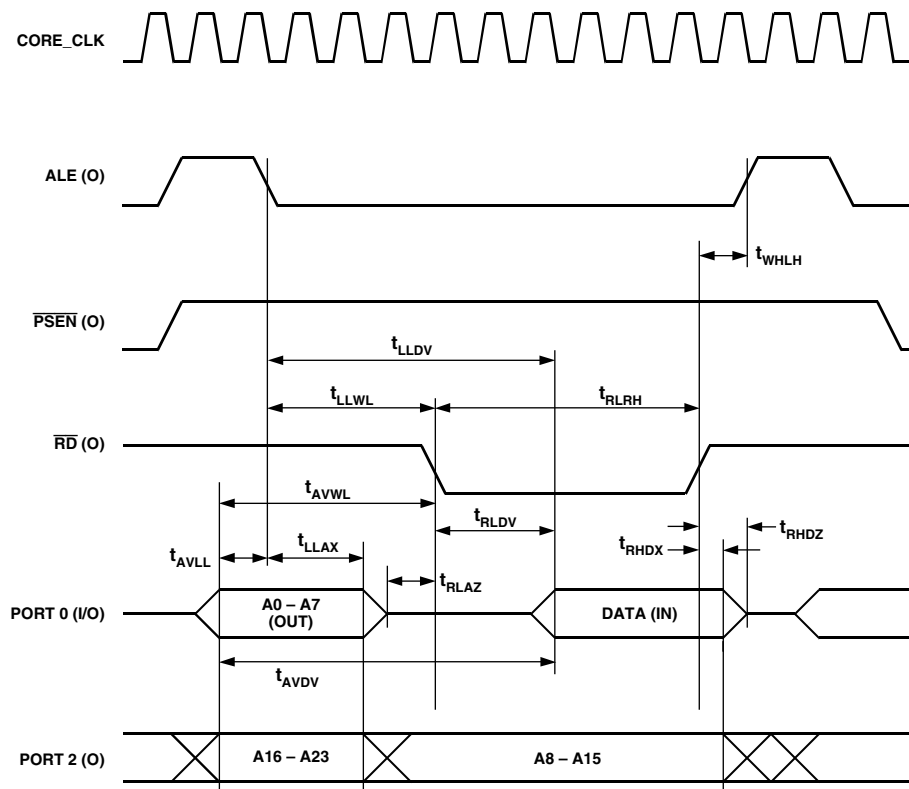 CORE_CLK
ALE (O)
tWHLH
PSEN (O)
tLLDV
tLLWL
tRLRH
RD (O)
tAVWL
tRLDV
tRHDZ
tAVLL
tLLAX
tRHDX
tRLAZ
PORT 0 (I/O)
A0 – A7
(OUT)
DATA (IN)
tAVDV
PORT 2 (O)
A16 – A23
A8 – A15